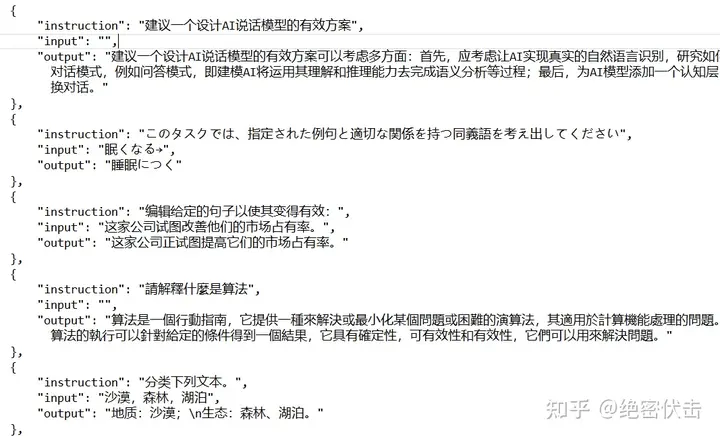 {
"instruction": "建议一个设计AI说话模型的有效方案",
"input": "",
"output": "建议一个设计AI说话模型的有效方案可以考虑多方面：首先，应考虑让AI实现真实的自然语言识别，研究如何
对话模式，例如问答模式，即建模AI将运用其理解和推理能力去完成语义分析等过程；最后，为AI模型添加一个认知层
换对话。"
},
{
"instruction": "このタスクでは、指定された例句と適切な関係を持つ同義語を考え出してください",
"input": "眠くなる→",
"output": "睡眠につく"
},
{
"instruction": "编辑给定的句子以使其变得有效：",
"input": "这家公司试图改善他们的市场占有率。",
"output": "这家公司正试图提高它们的市场占有率。"
},
{
"instruction": "請解釋什麼是算法",
"input": "",
"output": "算法是一個行動指南，它提供一種來解決或最小化某個問題或困難的演算法，其適用於計算機能處理的問題。
算法的執行可以針對給定的條件得到一個結果，它具有確定性，可有效性和有效性，它們可以用來解決問題。"
},
{
"instruction": "分类下列文本。",
"input": "沙漠，森林，湖泊",
"output": "地质：沙漠；\n生态：森林、湖泊。"
},
知乎 @绝密伏击